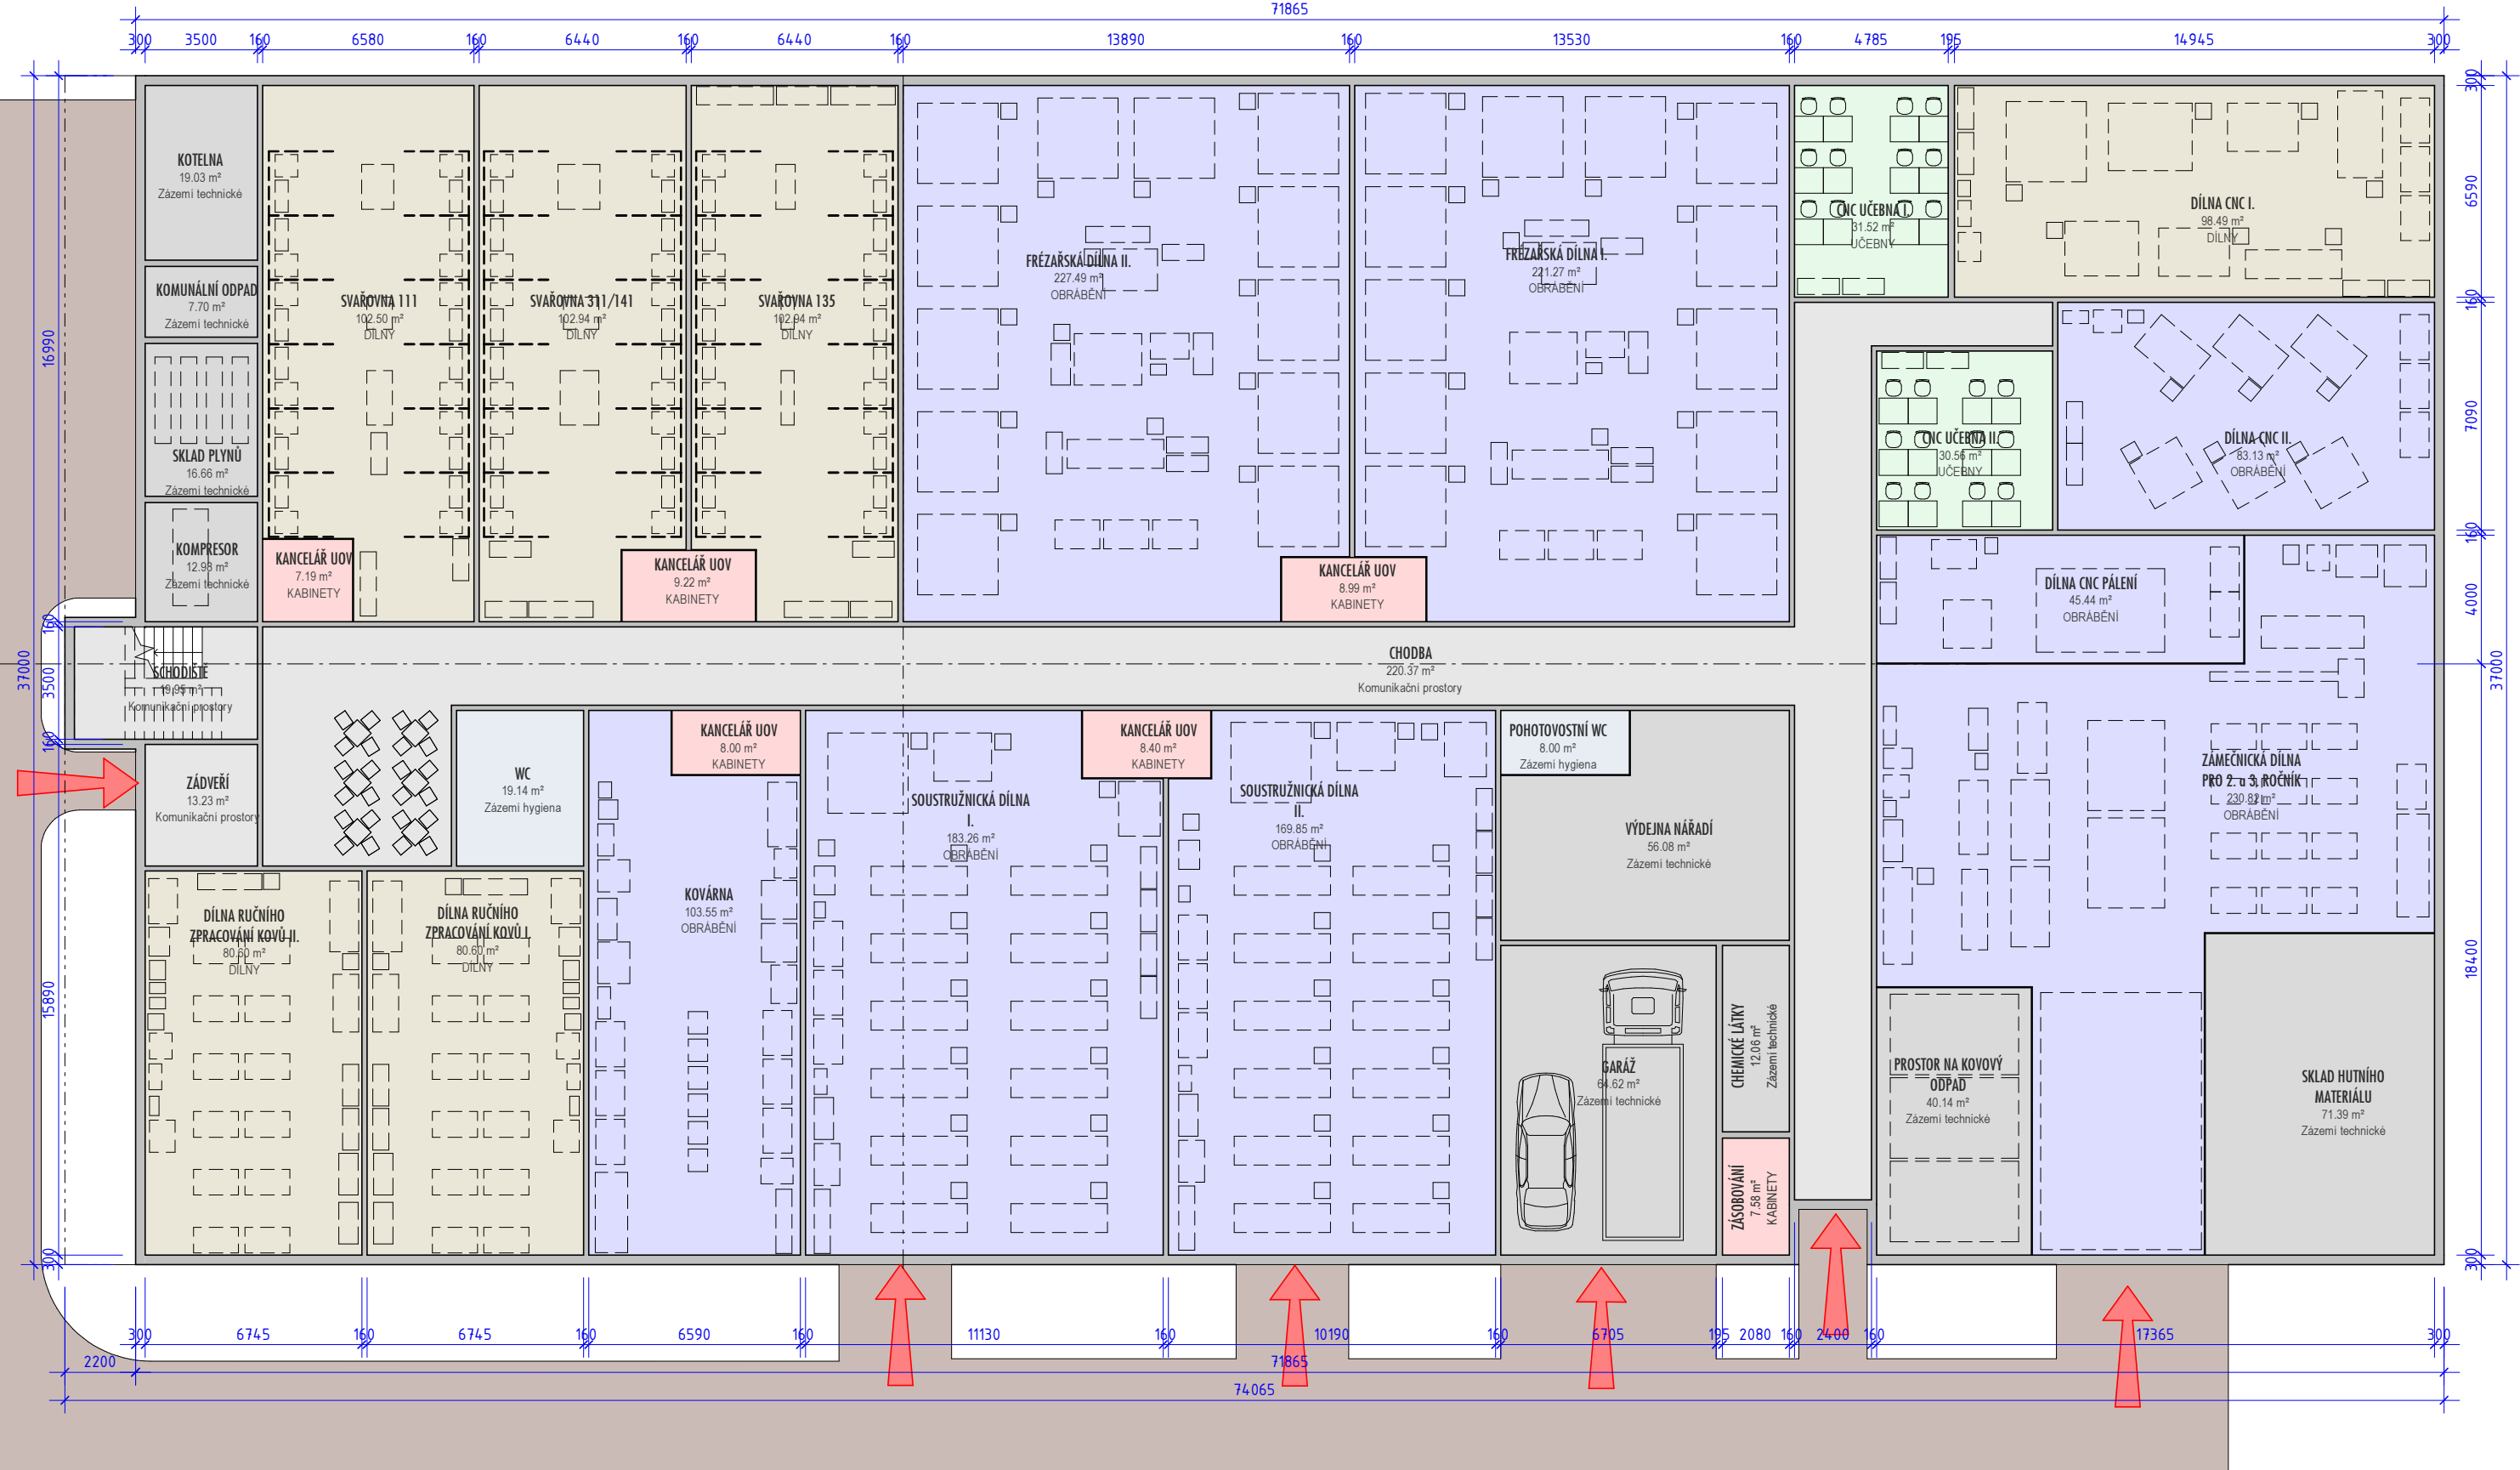 71865
300 3500 160 6580 160 6440 160 6440 160 13890 160 13530 160 4785 195 14945 300
KOTELNA
19.03 m²
Zázemí technické
KOMUNÁLNÍ ODPAD
7.70 m²
Zázemí technické
SKLAD PLYNŮ
16.66 m²
Zázemí technické
KOMPRESOR
12.98 m²
Zázemí technické
SVAŘOVNA 111
102.50 m²
DÍLNY
SVAŘOVNA 311/141
102.94 m²
DÍLNY
SVAŘOVNA 135
102.94 m²
DÍLNY
KANCELÁŘ UOV
7.19 m²
KABINETY
KANCELÁŘ UOV
9.22 m²
KABINETY
FRÉZAŘSKÁ DÍLNA II.
227.49 m²
OBRÁBĚNÍ
FRÉZAŘSKÁ DÍLNA I.
221.27 m²
OBRÁBĚNÍ
KANCELÁŘ UOV
8.99 m²
KABINETY
CNC UČEBNA I.
31.52 m²
UČEBNY
DÍLNA CNC I.
98.49 m²
DÍLNY
CNC UČEBNA II.
30.56 m²
UČEBNY
DÍLNA CNC II.
83.13 m²
OBRÁBĚNÍ
DÍLNA CNC PÁLENÍ
45.44 m²
OBRÁBĚNÍ
SCHODIŠTĚ
19.95 m²
Komunikační prostory
CHODBA
220.37 m²
Komunikační prostory
ZÁDVEŘÍ
13.23 m²
Komunikační prostory
WC
19.14 m²
Zázemí hygiena
KANCELÁŘ UOV
8.00 m²
KABINETY
KANCELÁŘ UOV
8.40 m²
KABINETY
POHOTOVOSTNÍ WC
8.00 m²
Zázemí hygiena
DÍLNA RUČNÍHO
ZPRACOVÁNÍ KOVŮ II.
80.60 m²
DÍLNY
DÍLNA RUČNÍHO
ZPRACOVÁNÍ KOVŮ I.
80.60 m²
DÍLNY
KOVÁRNA
103.55 m²
OBRÁBĚNÍ
SOUSTRUŽNICKÁ DÍLNA
I.
183.26 m²
OBRÁBĚNÍ
SOUSTRUŽNICKÁ DÍLNA
II.
169.85 m²
OBRÁBĚNÍ
VÝDEJNA NÁŘADÍ
56.08 m²
Zázemí technické
GARÁŽ
64.62 m²
Zázemí technické
CHEMICKÉ LÁTKY
12.06 m²
Zázemí technické
ZÁSOBOVÁNÍ
7.58 m²
KABINETY
ZÁMEČNICKÁ DÍLNA
PRO 2. a 3. ROČNÍK
230.82 m²
OBRÁBĚNÍ
PROSTOR NA KOVOVÝ
ODPAD
40.14 m²
Zázemí technické
SKLAD HUTNÍHO
MATERIÁLU
71.39 m²
Zázemí technické
37000
16990
160
3500
160
15890
300
300
6590
160
7090
160
4000
18400
300
37000
300 6745 160 6745 160 6590 160 11130 160 10190 160 6705 195 2080 160 2400 160 17365 300
2200 71865
74065